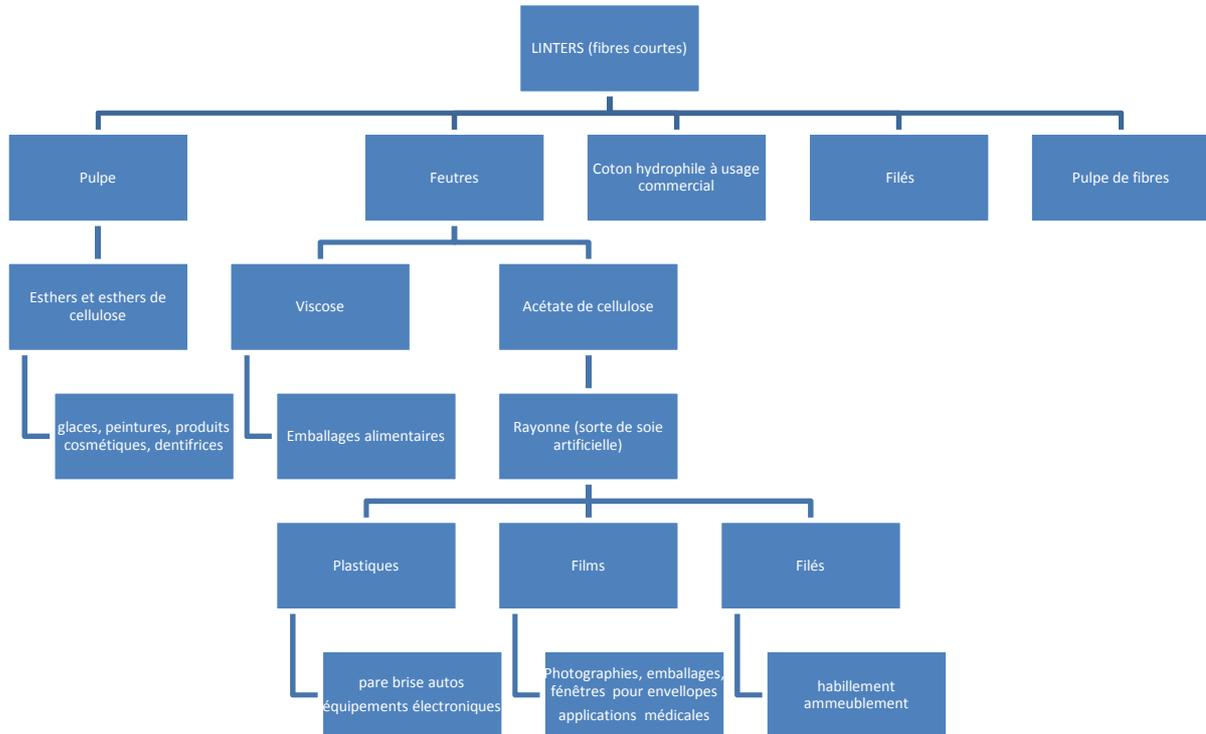 LINTERS (fibres courtes)
Pulpe
Feutres
Coton hydrophile à usage
commercial
Filés
Pulpe de fibres
Esthers et esthers de
cellulose
Viscose
Acétate de cellulose
glaces, peintures, produits
cosmétiques, dentifrices
Emballages alimentaires
Rayonne (sorte de soie
artificielle)
Plastiques
Films
Filés
pare brise autos
équipements électroniques
Photographies, emballages,
fénêtres pour envelopes
applications médicales
habillement
ammeublement